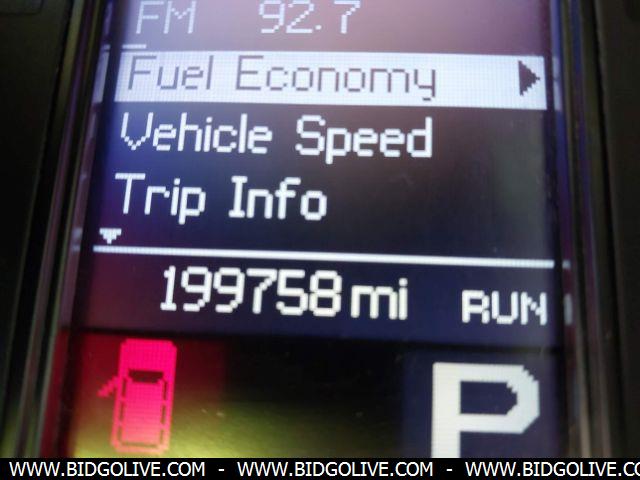 FM 92.7
Fuel Economy
Vehicle Speed
Trip Info
199758 mi RUN
P
WWW.BIDGOLIVE.COM - WWW.BIDGOLIVE.COM - WWW.BIDGOLIVE.CO